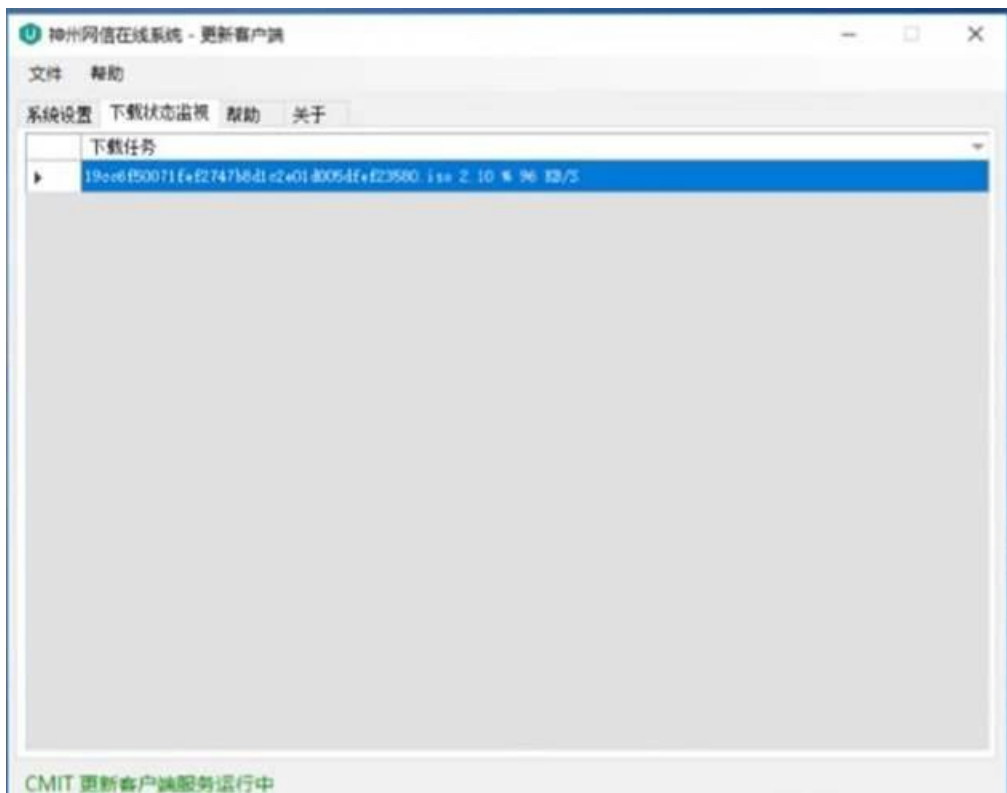 神州网信在线系统 - 更新客户端
文件 帮助
系统设置 下载状态监视 帮助 关于
下载任务
.iso 2.10 % 96 KB/S
CMIT 更新客户端服务运行中